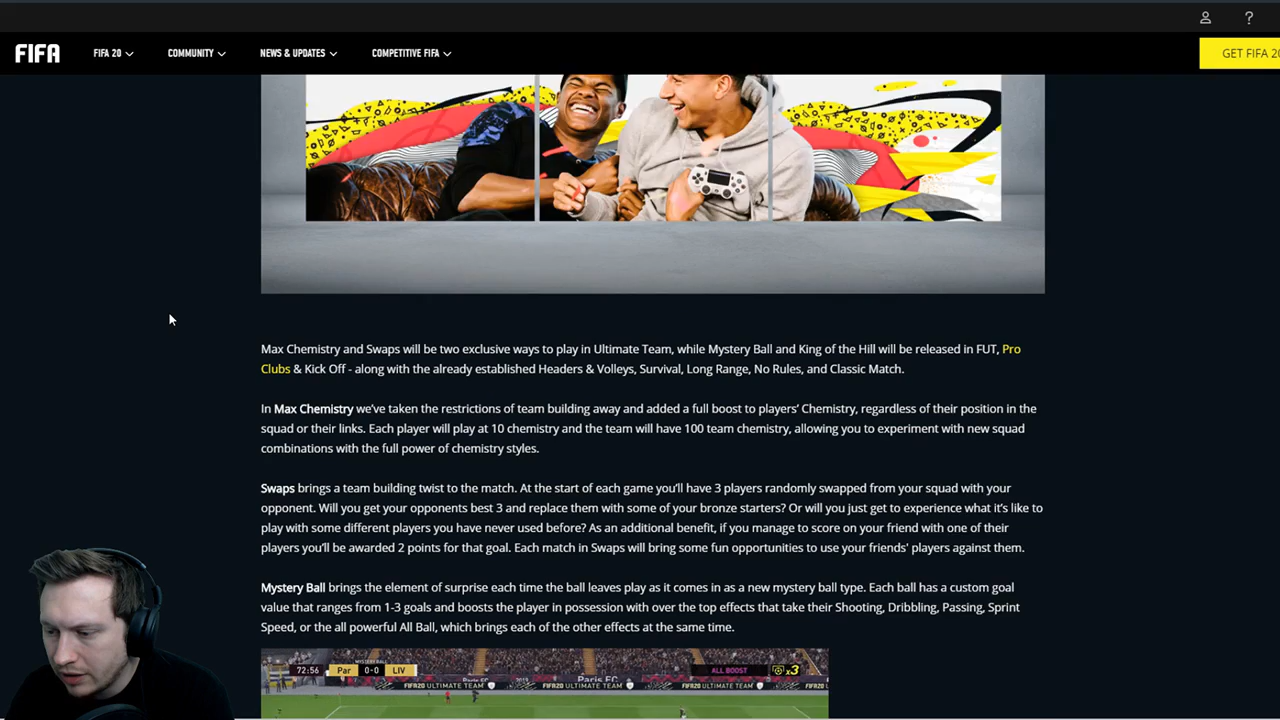 FIFA
FIFA 20
COMMUNITY
NEWS & UPDATES
COMPETITIVE FIFA
GET FIFA 20
Max Chemistry and Swaps will be two exclusive ways to play in Ultimate Team, while Mystery Ball and King of the Hill will be released in FUT, Pro
Clubs & Kick Off - along with the already established Headers & Volleys, Survival, Long Range, No Rules, and Classic Match.
In Max Chemistry we've taken the restrictions of team building away and added a full boost to players' Chemistry, regardless of their position in the
squad or their links. Each player will play at 10 chemistry and the team will have 100 team chemistry, allowing you to experiment with new squad
combinations with the full power of chemistry styles.
Swaps brings a team building twist to the match. At the start of each game you'll have 3 players randomly swapped from your squad with your
opponent. Will you get your opponents best 3 and replace them with some of your bronze starters? Or will you just get to experience what it's like to
play with some different players you have never used before? As an additional benefit, if you manage to score on your friend with one of their
players you'll be awarded 2 points for that goal. Each match in Swaps will bring some fun opportunities to use your friends' players against them.
Mystery Ball brings the element of surprise each time the ball leaves play as it comes in as a new mystery ball type. Each ball has a custom goal
value that ranges from 1-3 goals and boosts the player in possession with over the top effects that take their Shooting, Dribbling, Passing, Sprint
Speed, or the all powerful All Ball, which brings each of the other effects at the same time.
MYSTERY BALL
72:56 Par 0-0 LIV
ALL BOOST x3
FIFA20 ULTIMATE TEAM FIFA20 ULTIMATE TEAM FIFA20 ULTIMATE TEAM FIFA20 UL